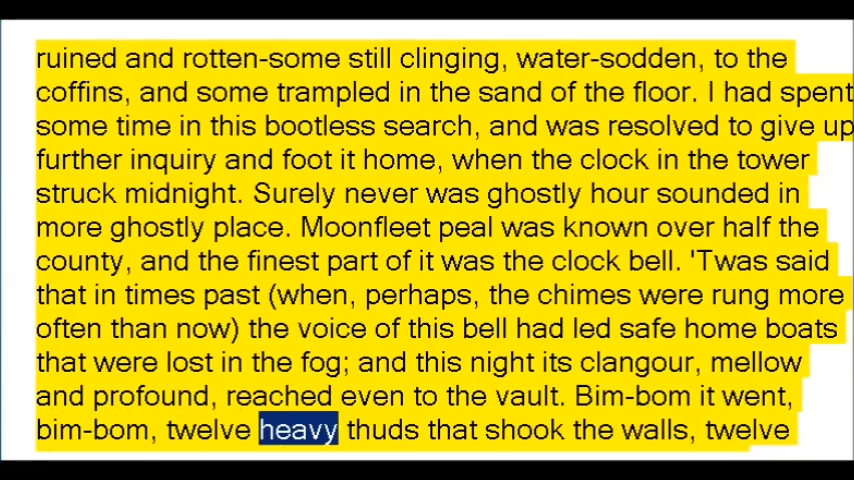 ruined and rotten-some still clinging, water-sodden, to the
coffins, and some trampled in the sand of the floor. I had spent
some time in this bootless search, and was resolved to give up
further inquiry and foot it home, when the clock in the tower
struck midnight. Surely never was ghostly hour sounded in
more ghostly place. Moonfleet peal was known over half the
county, and the finest part of it was the clock bell. 'Twas said
that in times past (when, perhaps, the chimes were rung more
often than now) the voice of this bell had led safe home boats
that were lost in the fog; and this night its clangour, mellow
and profound, reached even to the vault. Bim-bom it went,
bim-bom, twelve heavy thuds that shook the walls, twelve